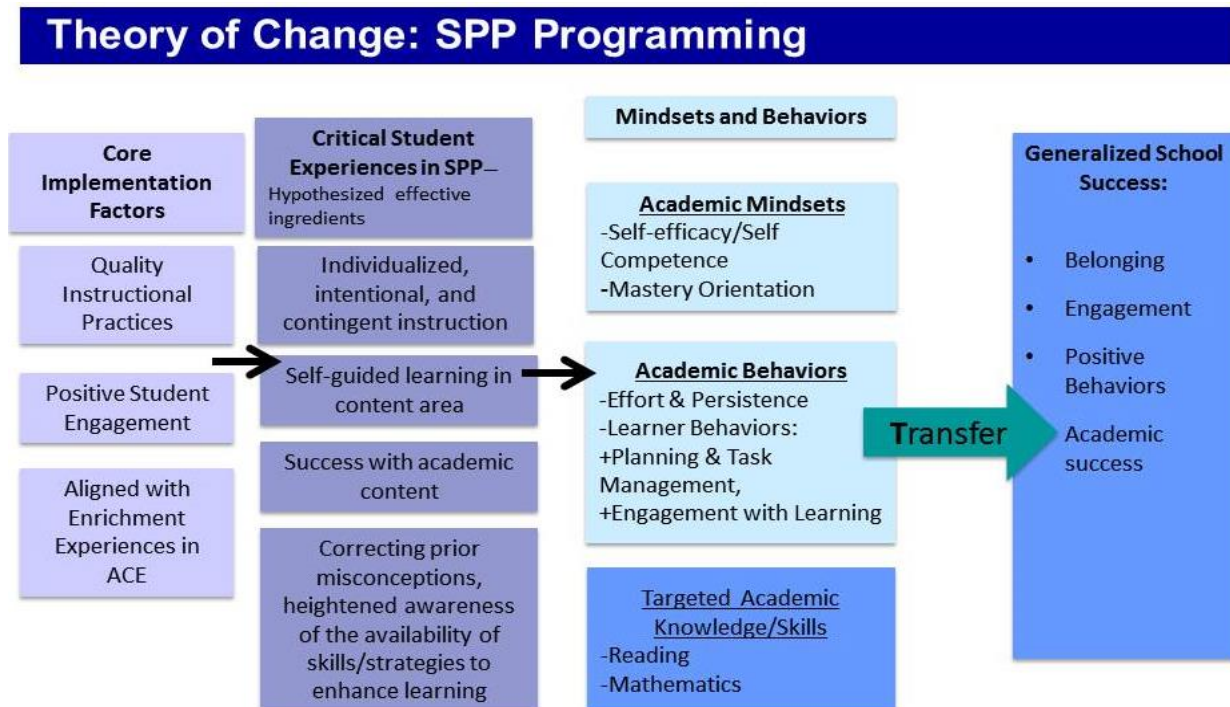 Theory of Change: SPP Programming
Core
Implementation
Factors
Quality
Instructional
Practices
Positive Student
Engagement
Aligned with
Enrichment
Experiences in
ACE
Critical Student
Experiences in SPP—
Hypothesized effective
ingredients
Individualized,
intentional, and
contingent instruction
Self-guided learning in
content area
Success with academic
content
Correcting prior
misconceptions,
heightened awareness
of the availability of
skills/strategies to
enhance learning
Mindsets and Behaviors
Academic Mindsets
-Self-efficacy/Self
Competence
-Mastery Orientation
Academic Behaviors
-Effort & Persistence
-Learner Behaviors:
+Planning & Task
Management,
+Engagement with Learning
Targeted Academic
Knowledge/Skills
-Reading
-Mathematics
Transfer
Generalized School
Success:
• Belonging
• Engagement
• Positive
Behaviors
Academic
success